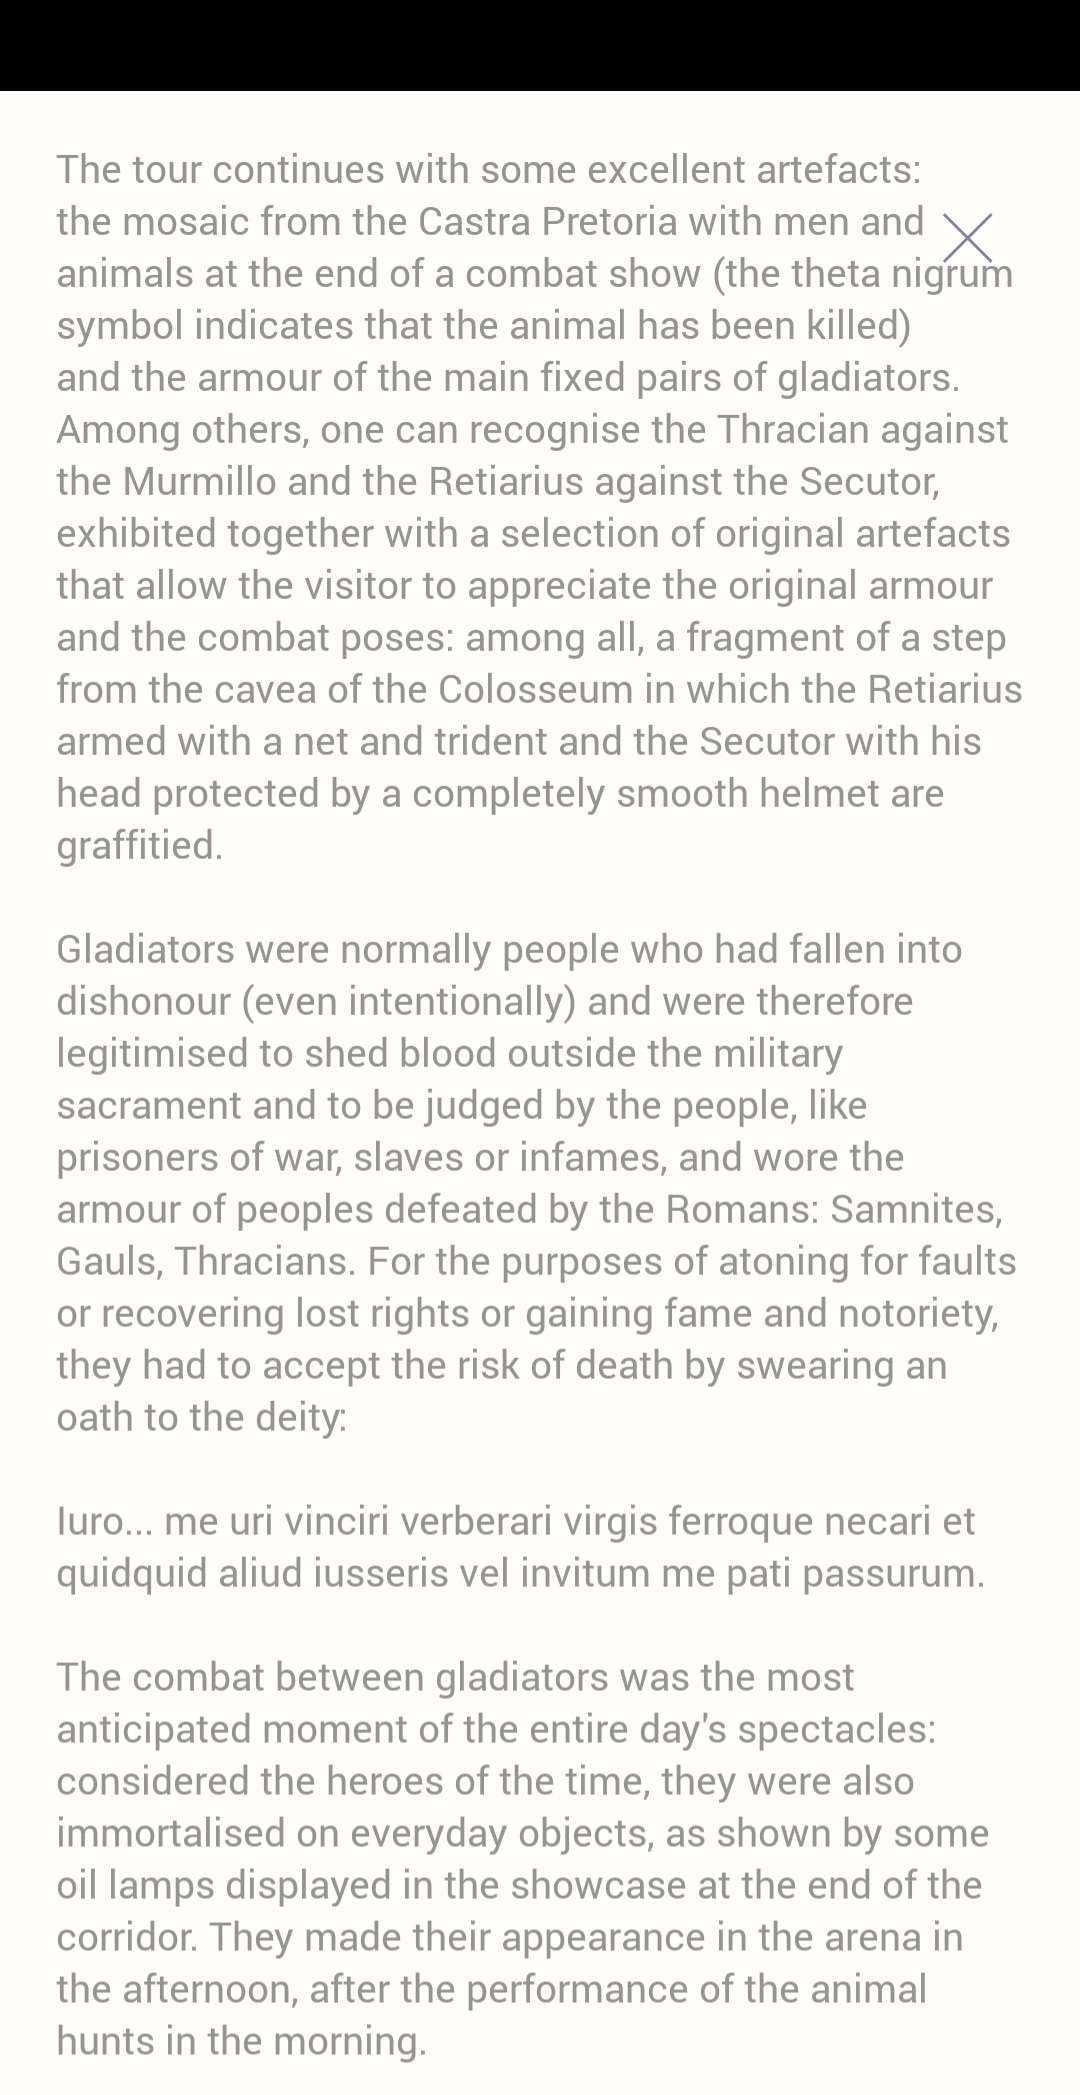 The tour continues with some excellent artefacts:
the mosaic from the Castra Pretoria with men and
animals at the end of a combat show (the theta nigrum
symbol indicates that the animal has been killed)
and the armour of the main fixed pairs of gladiators.
Among others, one can recognise the Thracian against
the Murmillo and the Retiarius against the Secutor,
exhibited together with a selection of original artefacts
that allow the visitor to appreciate the original armour
and the combat poses: among all, a fragment of a step
from the cavea of the Colosseum in which the Retiarius
armed with a net and trident and the Secutor with his
head protected by a completely smooth helmet are
graffitied.
Gladiators were normally people who had fallen into
dishonour (even intentionally) and were therefore
legitimised to shed blood outside the military
sacrament and to be judged by the people, like
prisoners of war, slaves or infames, and wore the
armour of peoples defeated by the Romans: Samnites,
Gauls, Thracians. For the purposes of atoning for faults
or recovering lost rights or gaining fame and notoriety,
they had to accept the risk of death by swearing an
oath to the deity:
Iuro... me uri vinciri verberari virgis ferroque necari et
quidquid aliud iusseris vel invitum me pati passurum.
The combat between gladiators was the most
anticipated moment of the entire day's spectacles:
considered the heroes of the time, they were also
immortalised on everyday objects, as shown by some
oil lamps displayed in the showcase at the end of the
corridor. They made their appearance in the arena in
the afternoon, after the performance of the animal
hunts in the morning.